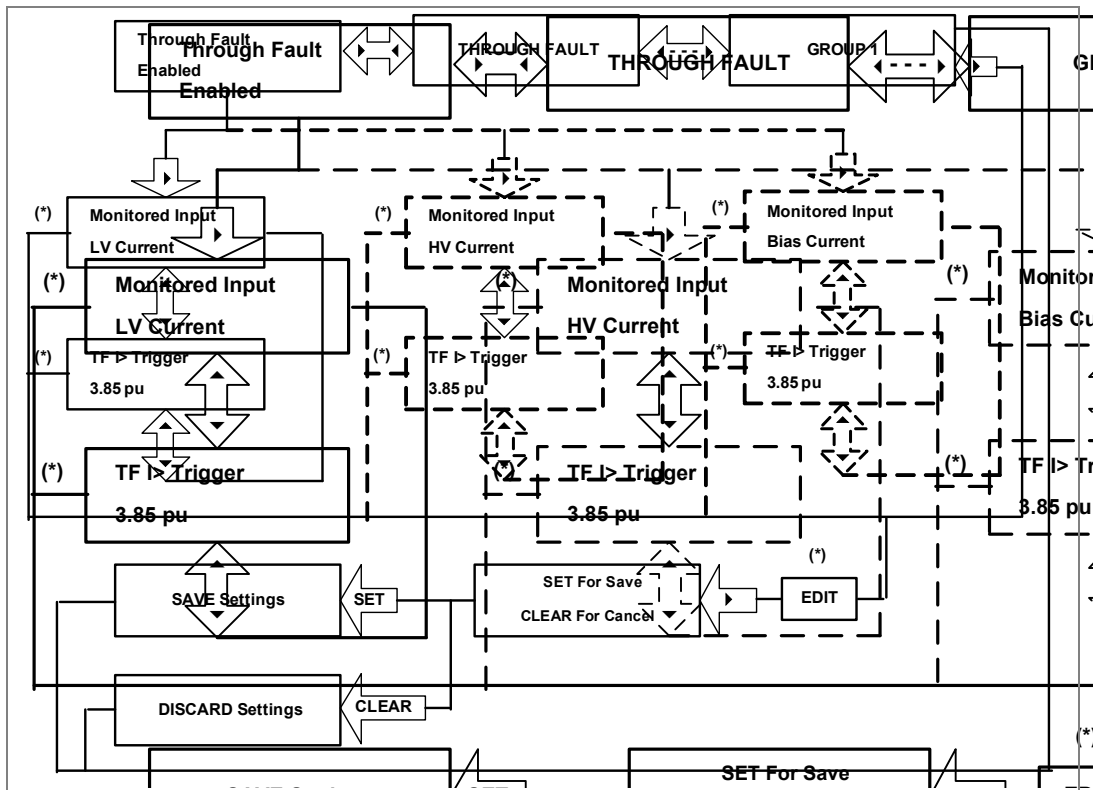 Through Fault
Enabled
Through Fault
Enabled
THROUGH FAULT
THROUGH FAULT
GROUP 1
(*)
Monitored Input
LV Current
(*)
Monitored Input
HV Current
(*)
Monitored Input
Bias Current
(*)
Monitored Input
LV Current
(*)
Monitored Input
HV Current
(*)
Bias
(*)
TF I> Trigger
3.85 pu
(*)
TF I> Trigger
3.85 pu
(*)
TF I> Trigger
3.85 pu
(*)
TF I> Trigger
3.85 pu
(*)
TF I> Trigger
3.85 pu
(*)
TF I>
3.85 pu
SAVE Settings
SET
SET For Save
CLEAR For Cancel
(*)
EDIT
DISCARD Settings
CLEAR
(*)
SET For Save